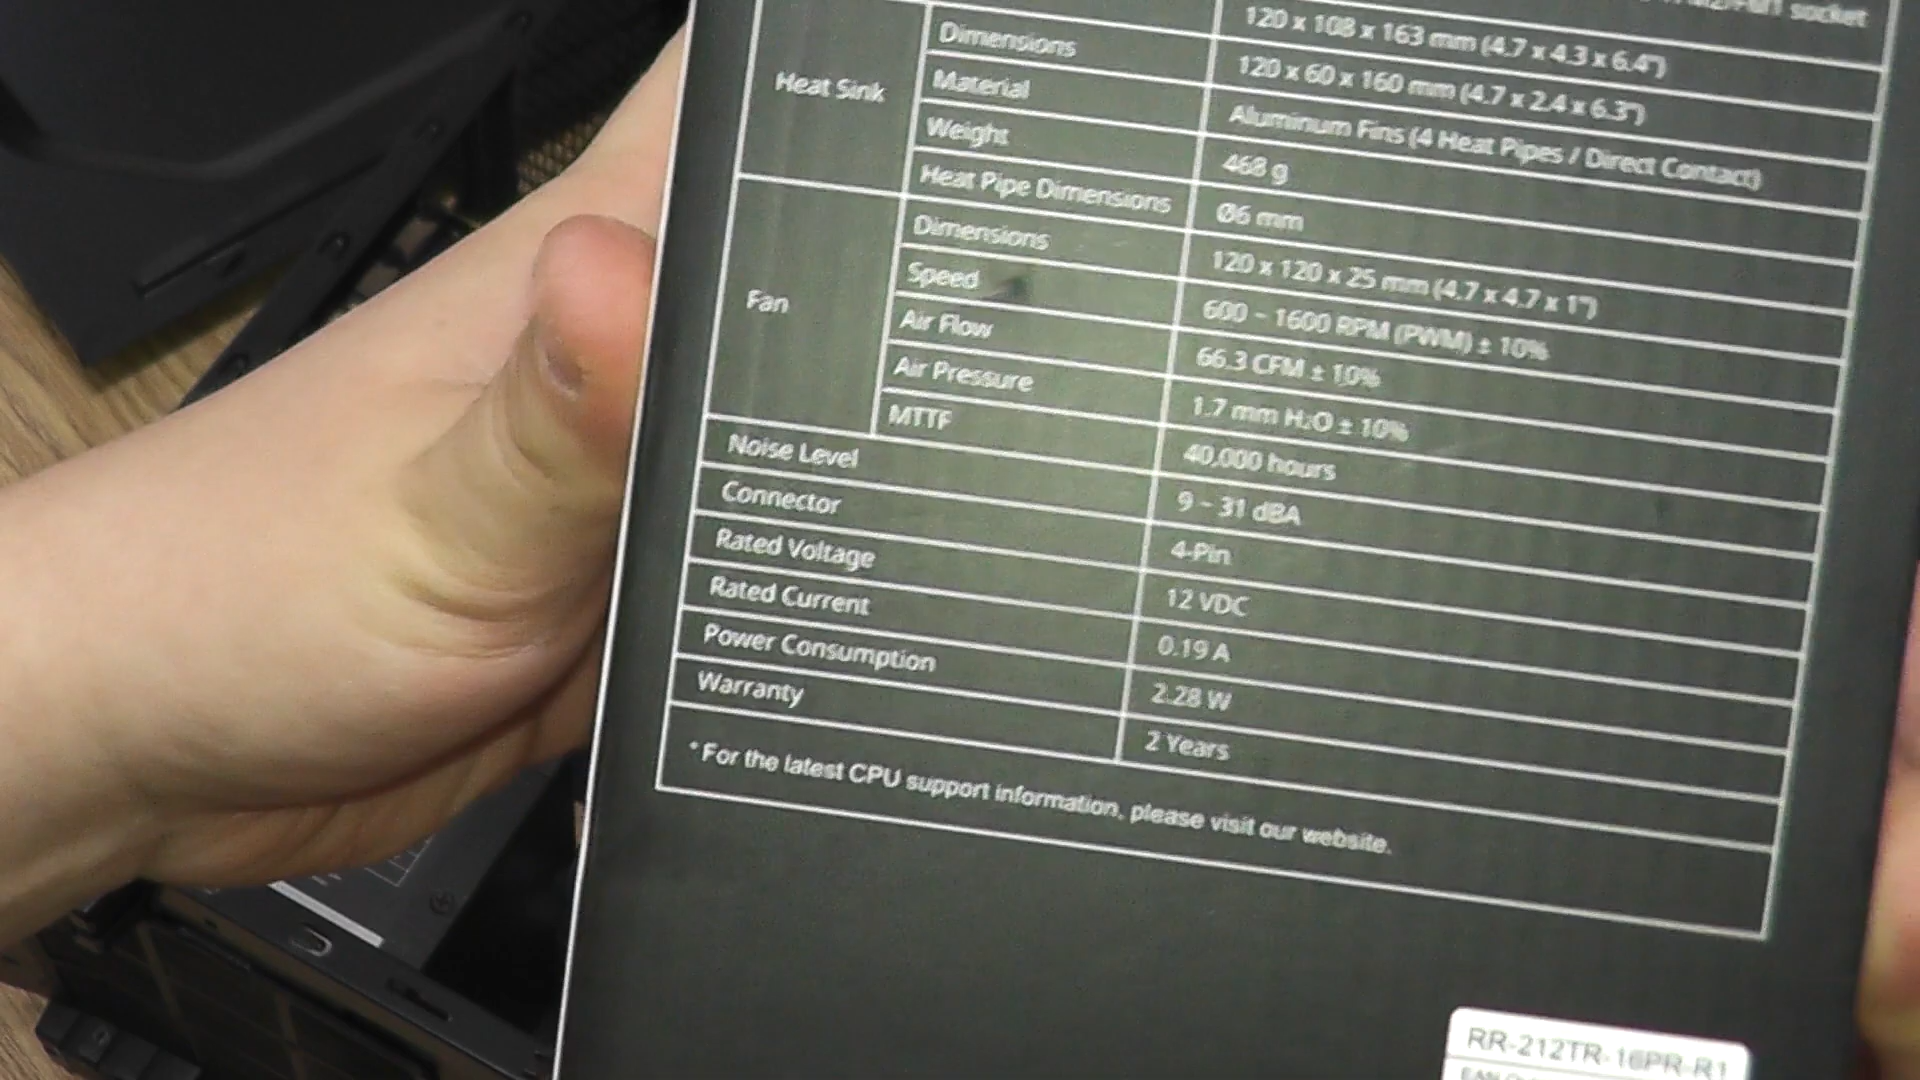 socket
120 x 108 x 163 mm (4.7 x 4.3 x 6.4")
Heat Sink
Dimensions
120 x 60 x 160 mm (4.7 x 2.4 x 6.3")
Material
Aluminum Fins (4 Heat Pipes / Direct Contact)
Weight
468 g
Heat Pipe Dimensions
Ø6 mm
Fan
Dimensions
120 x 120 x 25 mm (4.7 x 4.7 x 1")
Speed
600 ~ 1600 RPM (PWM) ± 10%
Air Flow
66.3 CFM ± 10%
Air Pressure
1.7 mm H₂O ± 10%
MTTF
40,000 hours
Noise Level
9 ~ 31 dBA
Connector
4-Pin
Rated Voltage
12 VDC
Rated Current
0.19 A
Power Consumption
2.28 W
Warranty
2 Years
* For the latest CPU support information, please visit our website.
RR-212TR-16PR-R1